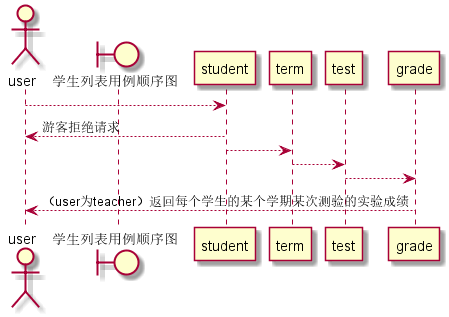 user 学生列表用例顺序图 student term test grade
游客拒绝请求
（user为teacher）返回每个学生的某个学期某次测验的实验成绩
user 学生列表用例顺序图 student term test grade